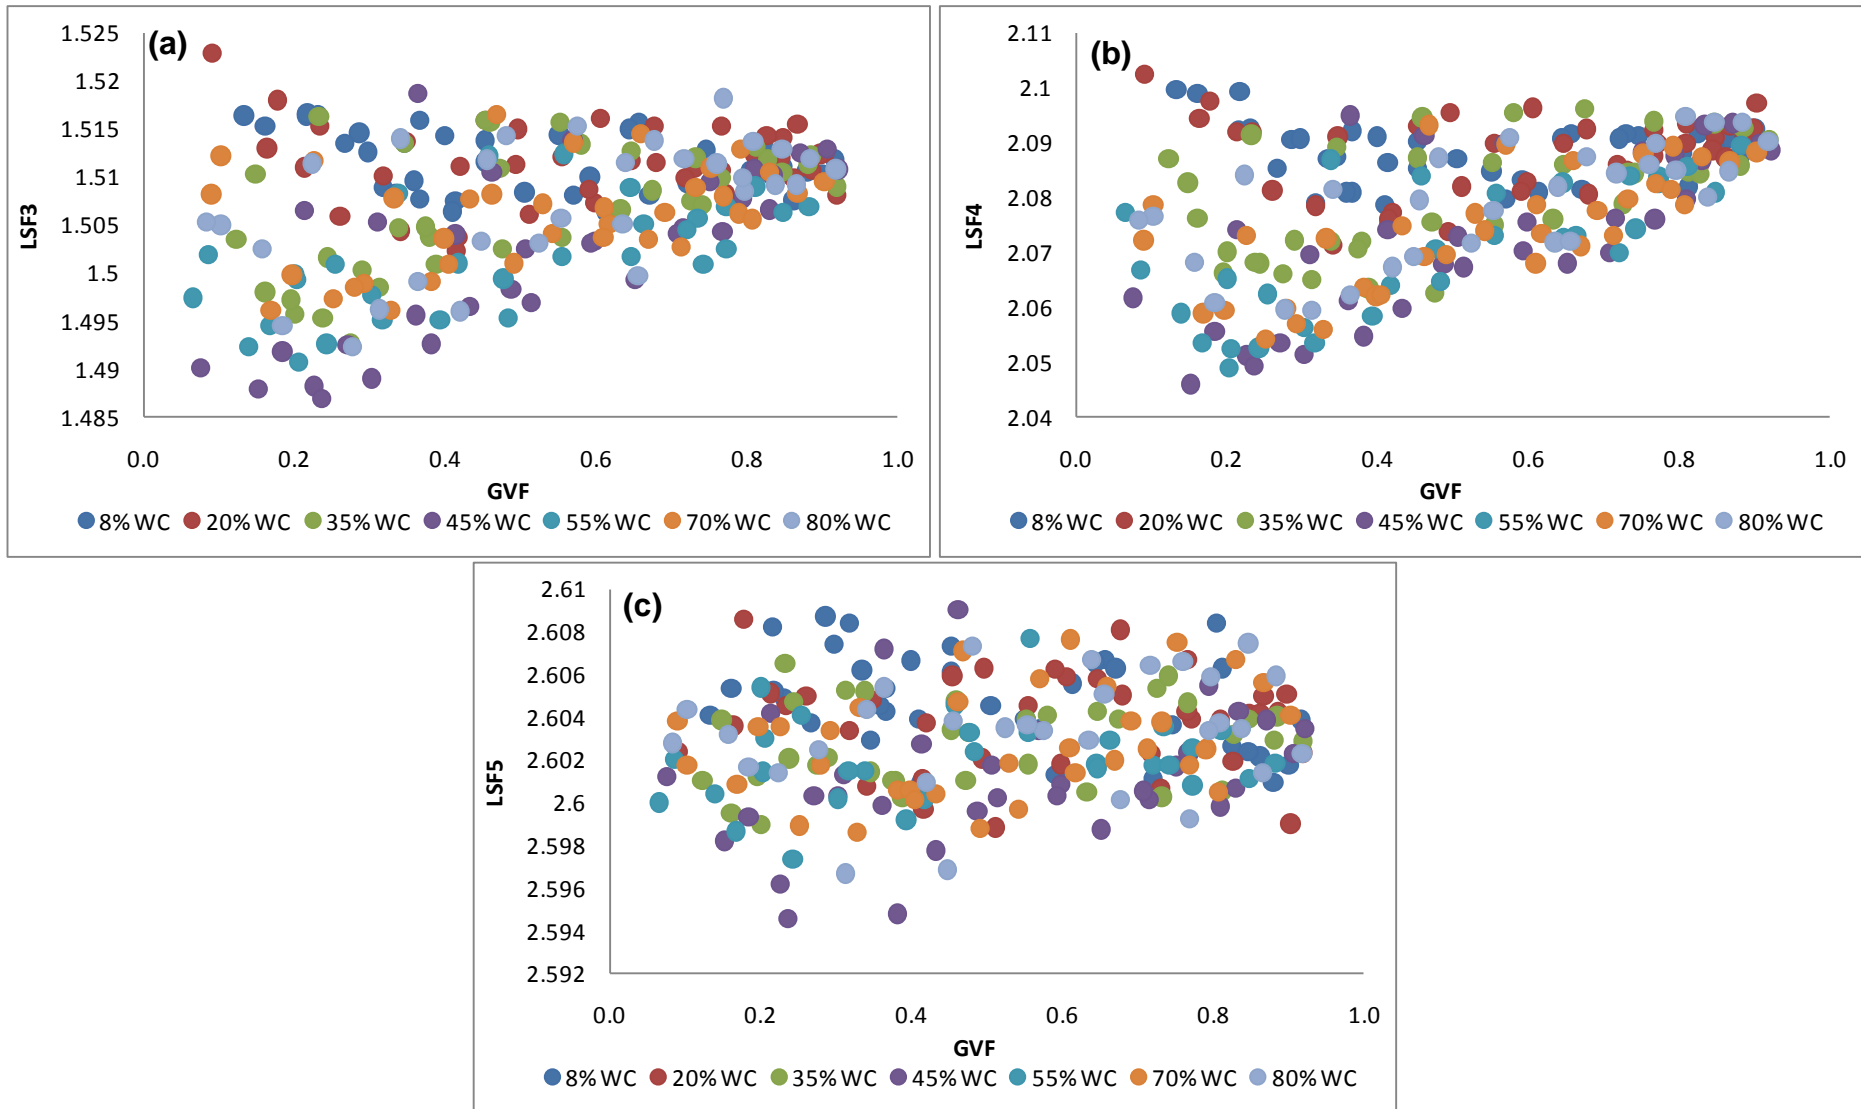 (a)
LSF3
1.525
1.52
1.515
1.51
1.505
1.5
1.495
1.49
1.485
0.0 0.2 0.4 0.6 0.8 1.0
GVF
8% WC 20% WC 35% WC 45% WC 55% WC 70% WC 80% WC
(b)
LSF4
2.11
2.1
2.09
2.08
2.07
2.06
2.05
2.04
0.0 0.2 0.4 0.6 0.8 1.0
GVF
8% WC 20% WC 35% WC 45% WC 55% WC 70% WC 80% WC
(c)
LSF5
2.61
2.608
2.606
2.604
2.602
2.6
2.598
2.596
2.594
2.592
0.0 0.2 0.4 0.6 0.8 1.0
GVF
8% WC 20% WC 35% WC 45% WC 55% WC 70% WC 80% WC